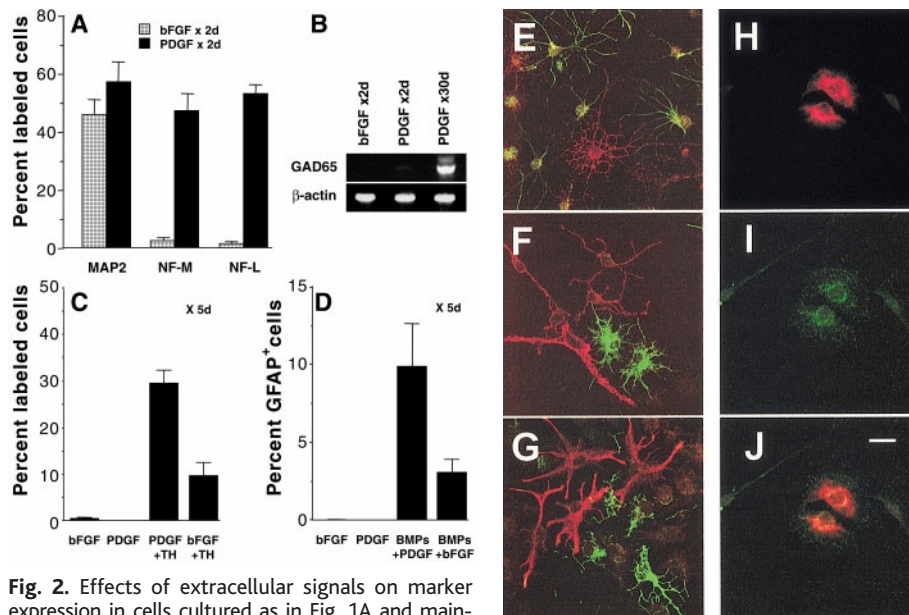 A
bFGF x 2d
PDGF x 2d
Percent labeled cells
80
60
40
20
0
MAP2 NF-M NF-L
B
bFGF x2d
PDGF x2d
PDGF x30d
GAD65
β-actin
C
X 5d
Percent labeled cells
50
40
30
20
10
0
bFGF PDGF PDGF +TH bFGF +TH
D
X 5d
Percent GFAP+cells
15
10
5
0
bFGF PDGF BMPs +PDGF BMPs +bFGF
Fig. 2. Effects of extracellular signals on marker
expression in cells cultured as in Fig. 1A and main-
E
F
G
H
I
J